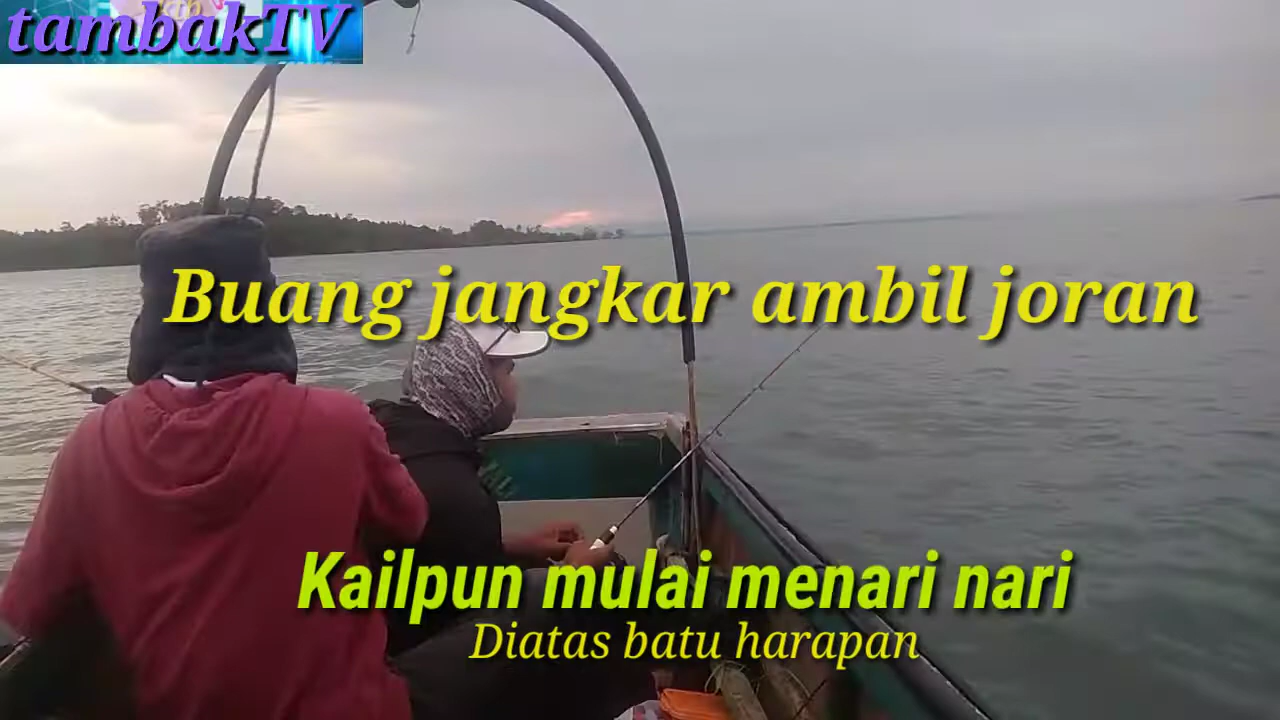 tambakTV
Buang jangkar ambil joran
Kailpun mulai menari nari
Diatas batu harapan